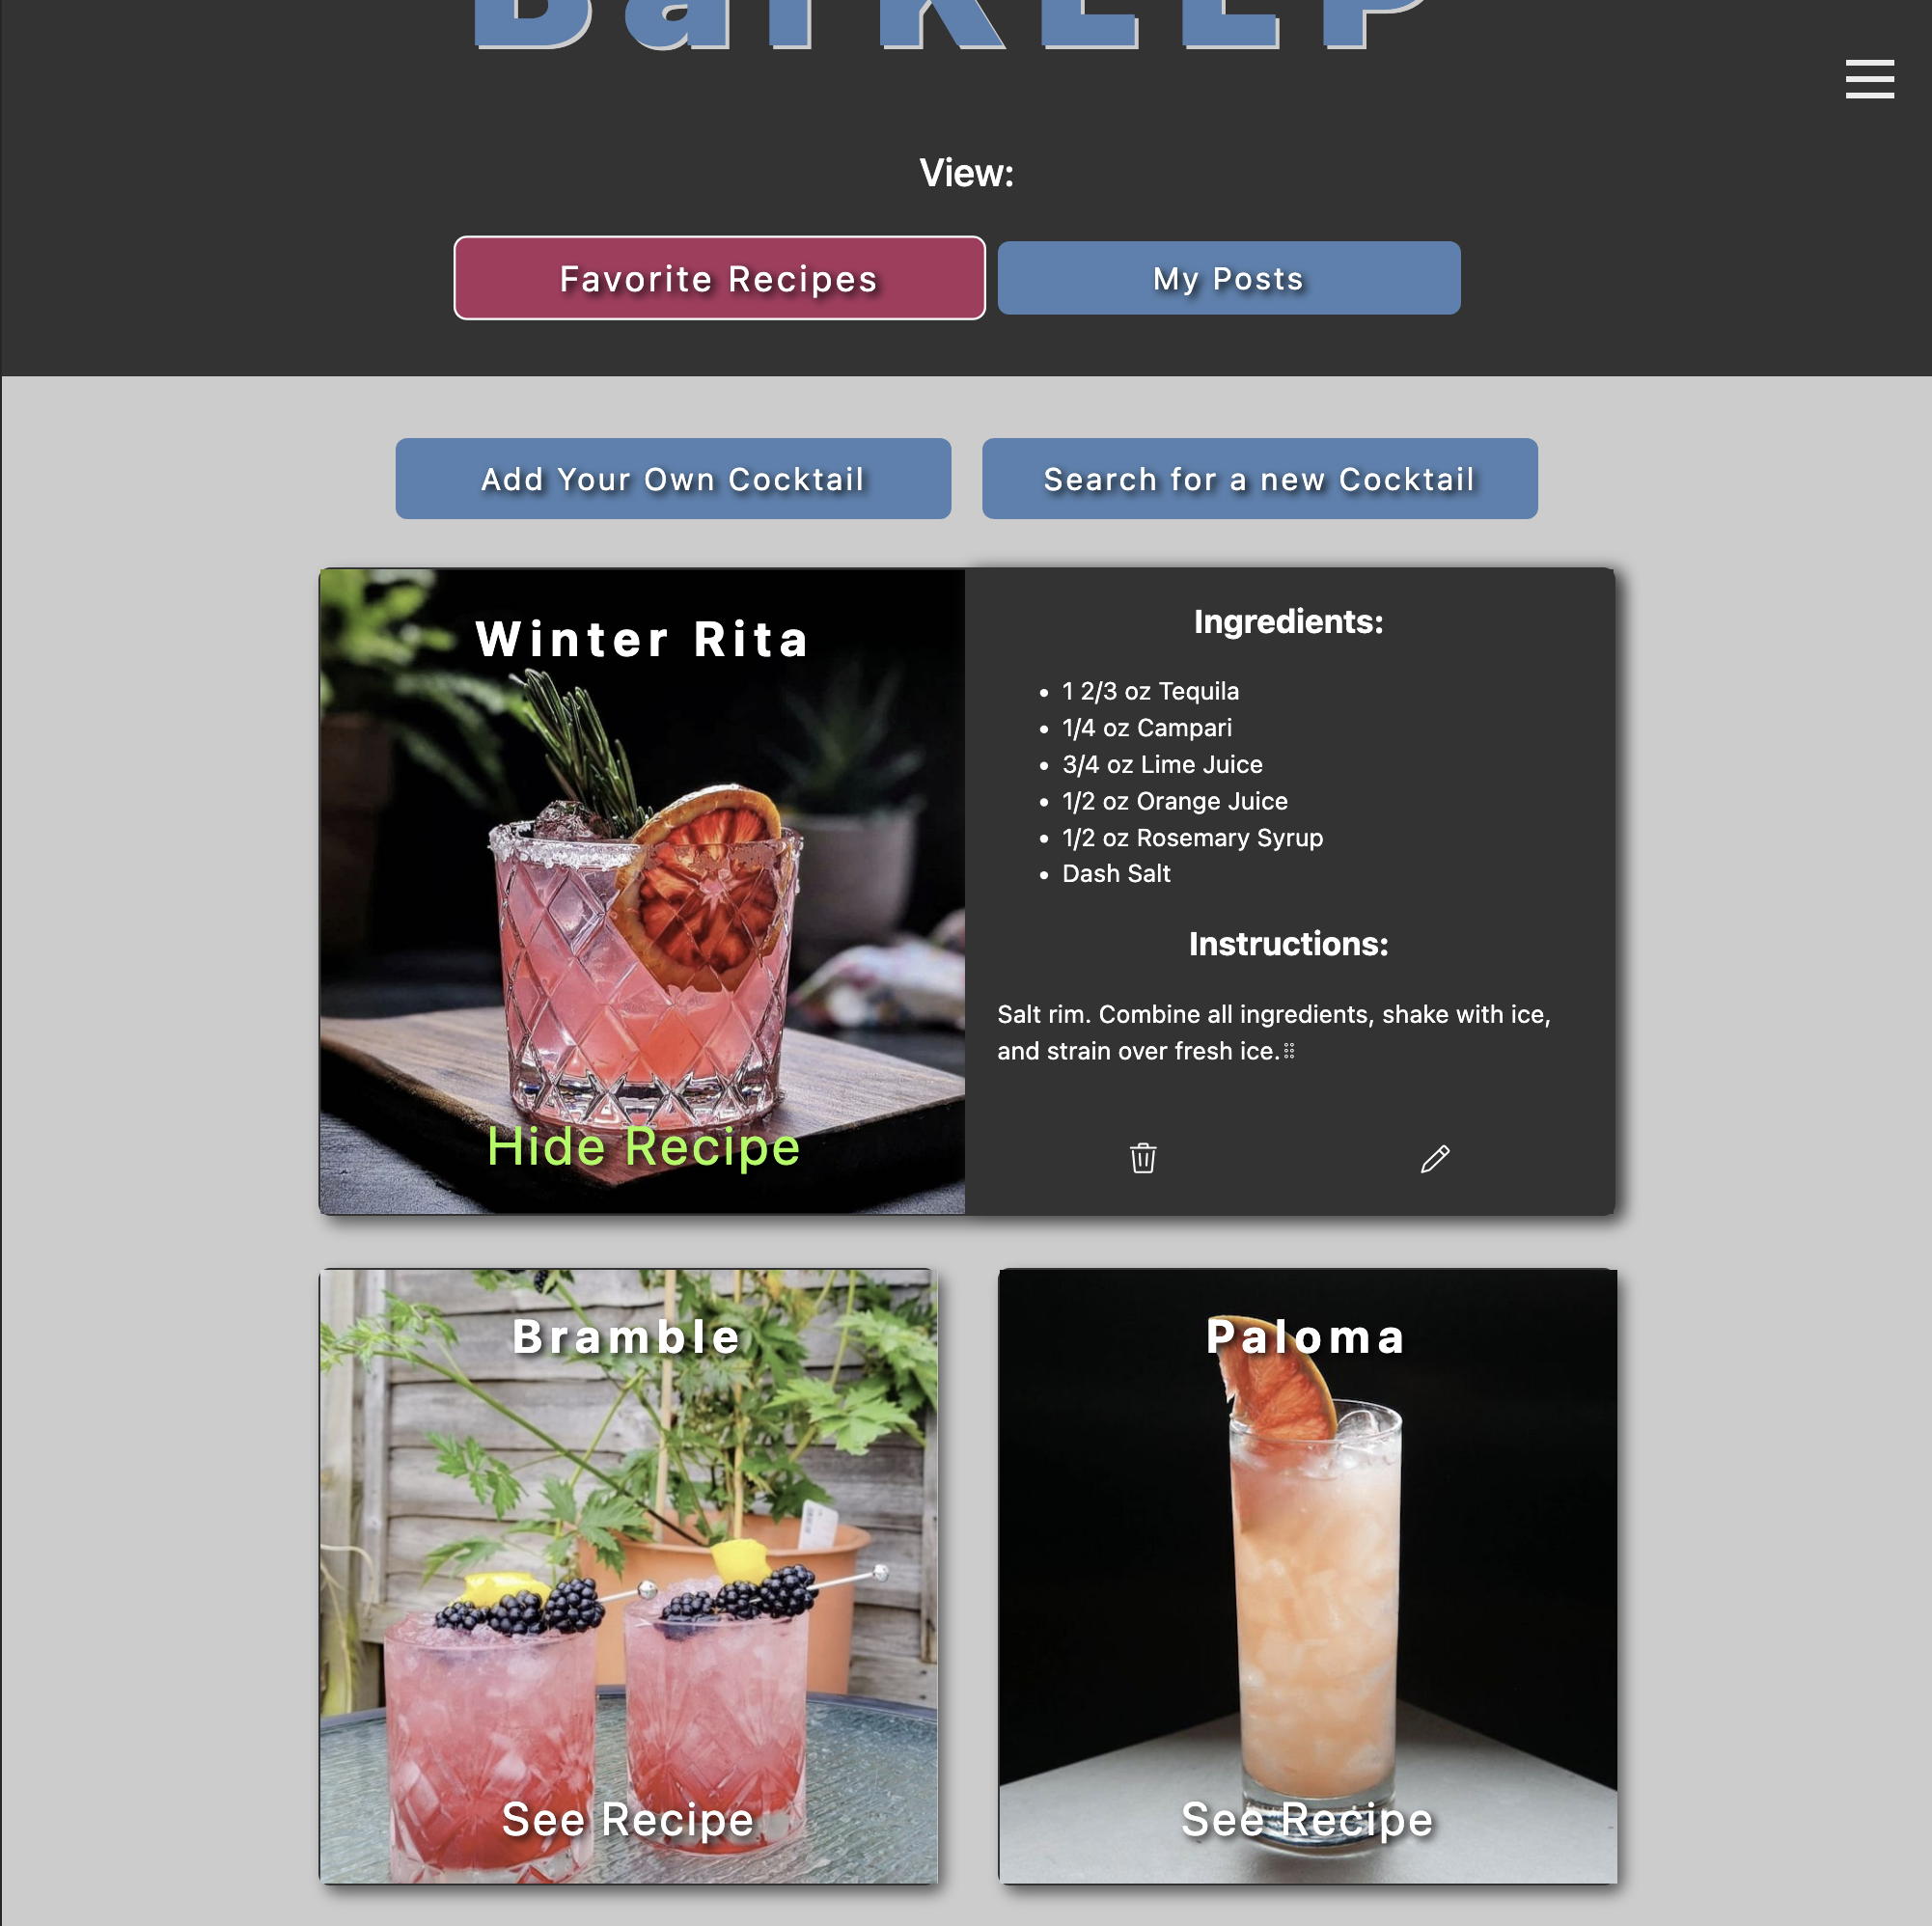 BarKEEP
View:
Favorite Recipes
My Posts
Add Your Own Cocktail
Search for a new Cocktail
Winter Rita
Hide Recipe
Ingredients:
• 1 2/3 oz Tequila
• 1/4 oz Campari
• 3/4 oz Lime Juice
• 1/2 oz Orange Juice
• 1/2 oz Rosemary Syrup
• Dash Salt
Instructions:
Salt rim. Combine all ingredients, shake with ice,
and strain over fresh ice.
Bramble
See Recipe
Paloma
See Recipe